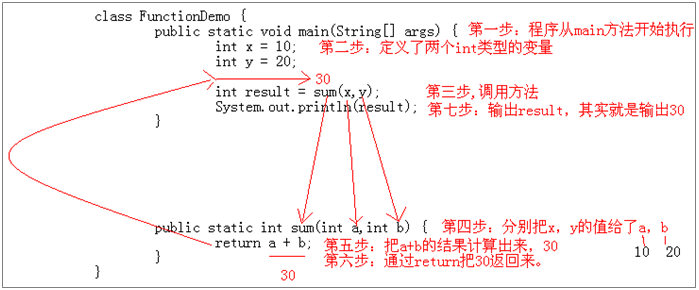 class FunctionDemo {
public static void main(String[] args) { 第一步：程序从main方法开始执行
int x = 10; 第二步：定义了两个int类型的变量
int y = 20;
30
int result = sum(x,y); 第三步,调用方法
System.out.println(result); 第七步：输出result，其实就是输出30
}
public static int sum(int a,int b) { 第四步：分别把x，y的值给了a，b
return a + b; 第五步：把a+b的结果计算出来，30
10 20
} 第六步：通过return把30返回来。
30
}